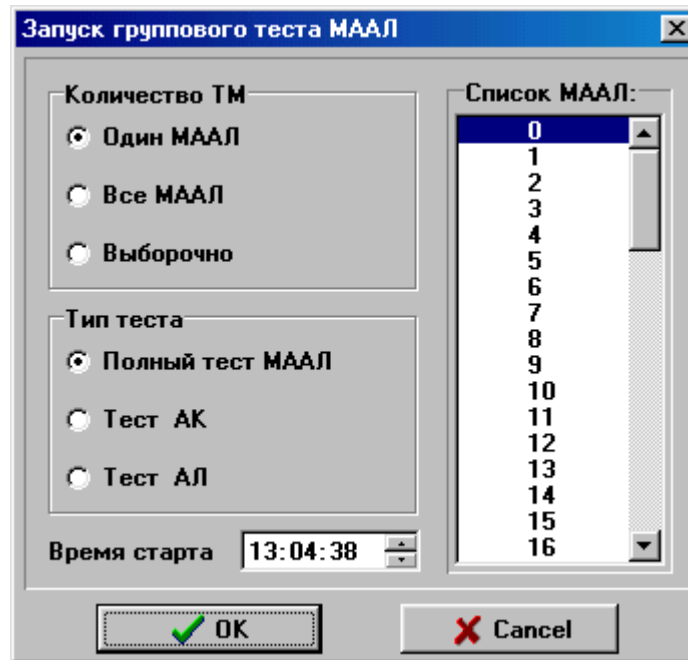 Запуск группового теста МААЛ
Количество ТМ
Один МААЛ
Все МААЛ
Выборочно
Тип теста
Полный тест МААЛ
Тест АК
Тест АЛ
Время старта 13:04:38
Список МААЛ:
0
1
2
3
4
5
6
7
8
9
10
11
12
13
14
15
16
OK
Cancel